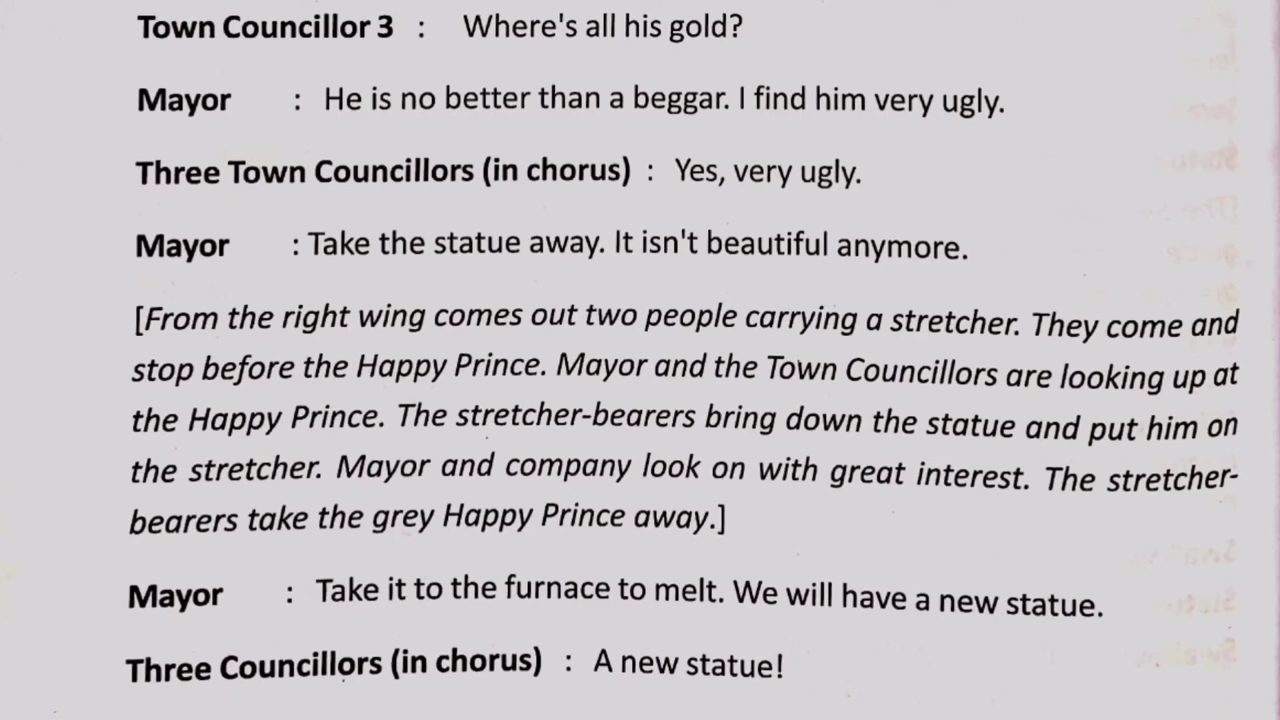 Town Councillor 3 : Where's all his gold?
Mayor : He is no better than a beggar. I find him very ugly.
Three Town Councillors (in chorus) : Yes, very ugly.
Mayor : Take the statue away. It isn't beautiful anymore.
[From the right wing comes out two people carrying a stretcher. They come and
stop before the Happy Prince. Mayor and the Town Councillors are looking up at
the Happy Prince. The stretcher-bearers bring down the statue and put him on
the stretcher. Mayor and company look on with great interest. The stretcher-
bearers take the grey Happy Prince away.]
Mayor : Take it to the furnace to melt. We will have a new statue.
Three Councillors (in chorus) : A new statue!